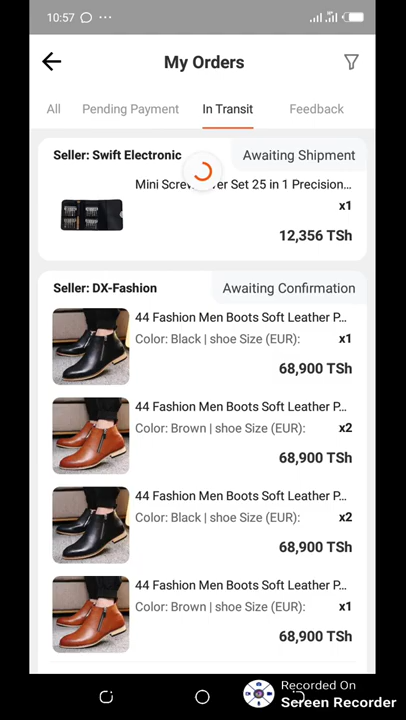 10:57
My Orders
All Pending Payment In Transit Feedback
Seller: Swift Electronic Awaiting Shipment
Mini Screw er Set 25 in 1 Precision...
x1
12,356 TSh
Seller: DX-Fashion Awaiting Confirmation
44 Fashion Men Boots Soft Leather P...
Color: Black | shoe Size (EUR): x1
68,900 TSh
44 Fashion Men Boots Soft Leather P...
Color: Brown | shoe Size (EUR): x2
68,900 TSh
44 Fashion Men Boots Soft Leather P...
Color: Black | shoe Size (EUR): x2
68,900 TSh
44 Fashion Men Boots Soft Leather P...
Color: Brown | shoe Size (EUR): x1
68,900 TSh
Recorded On
Screen Recorder